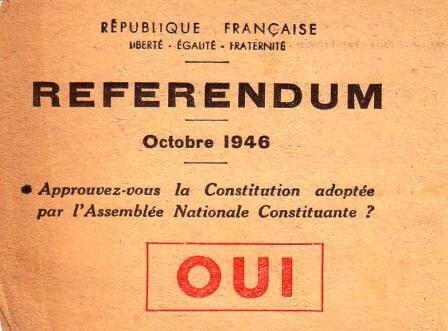 RÉPUBLIQUE FRANÇAISE
LIBERTÉ - ÉGALITÉ - FRATERNITÉ
REFERENDUM
Octobre 1946
• Approuvez-vous la Constitution adoptée
par l'Assemblée Nationale Constituante ?
OUI